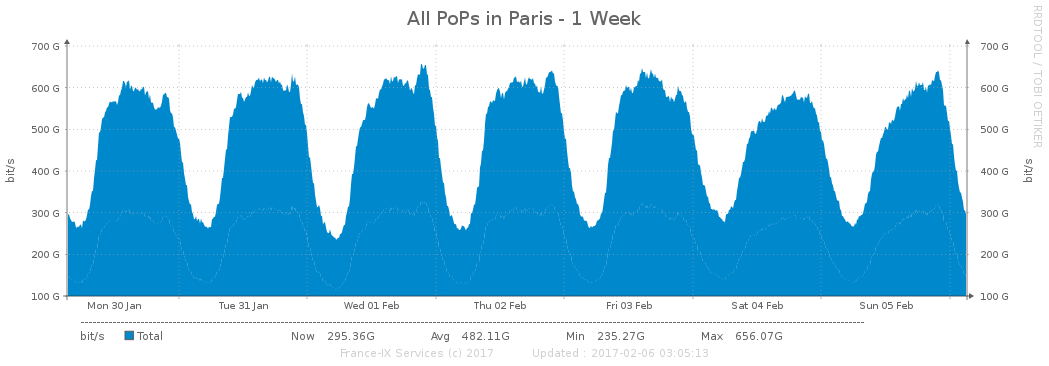 All PoPs in Paris - 1 Week
RRDTOOL / TOBI OETIKER
700 G 700 G
600 G 600 G
500 G 500 G
400 G 400 G
300 G 300 G
200 G 200 G
100 G 100 G
bit/s bit/s
Mon 30 Jan Tue 31 Jan Wed 01 Feb Thu 02 Feb Fri 03 Feb Sat 04 Feb Sun 05 Feb
bit/s Total Now 295.36G Avg 482.11G Min 235.27G Max 656.07G
France-IX Services (c) 2017 Updated : 2017-02-06 03:05:13